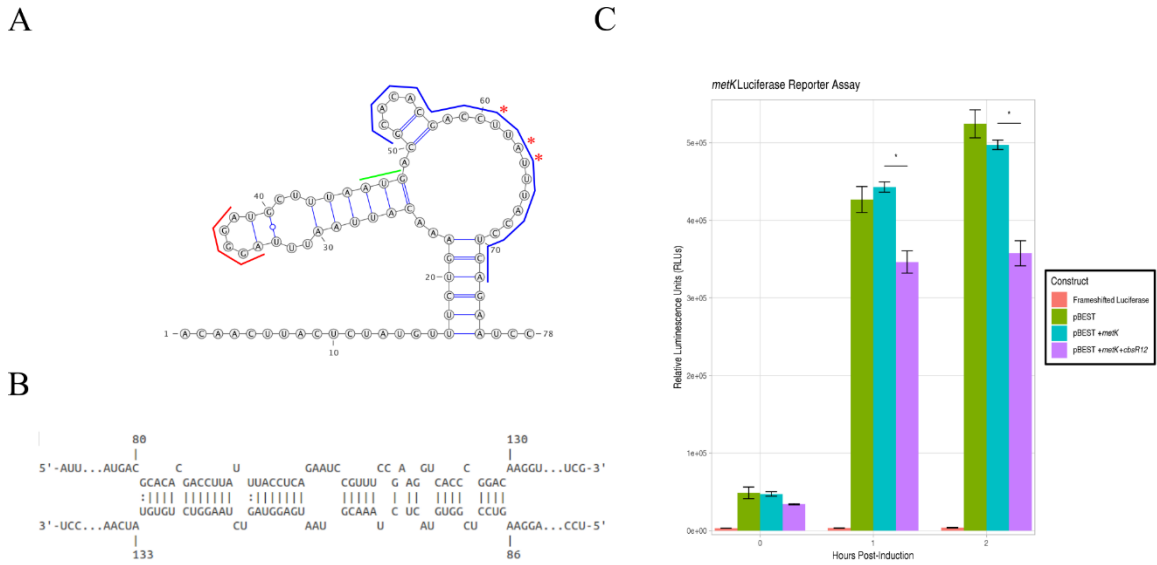 A
60
*
*
*
50
40
30
70
20
1 A C A A C U U A C U C U A U G U U U A U C C 78
10
B
80 130
5'-AUU...AUGAC C U GAAUC CC A GU C AAGGU...UCG-3'
GCACA GACCUUA UUACCUCA CGUUU G AG CACC GGAC
:|||| ||||||| :||||||| ||||| | || |||| ||||
UGUGU CUGGAAU GAUGGAGU GCAAA C UC GUGG CCUG
3'-UCC...AACUA CU AAU U AU CU AAGGA...CCU-5'
133 86
C
metK Luciferase Reporter Assay
Relative Luminescence Units (RLUs)
5e+05
4e+05
3e+05
2e+05
1e+05
0e+00
*
*
0 1 2
Hours Post-Induction
Construct
Frameshifted Luciferase
pBEST
pBEST +metK
pBEST +metK+cbsR12